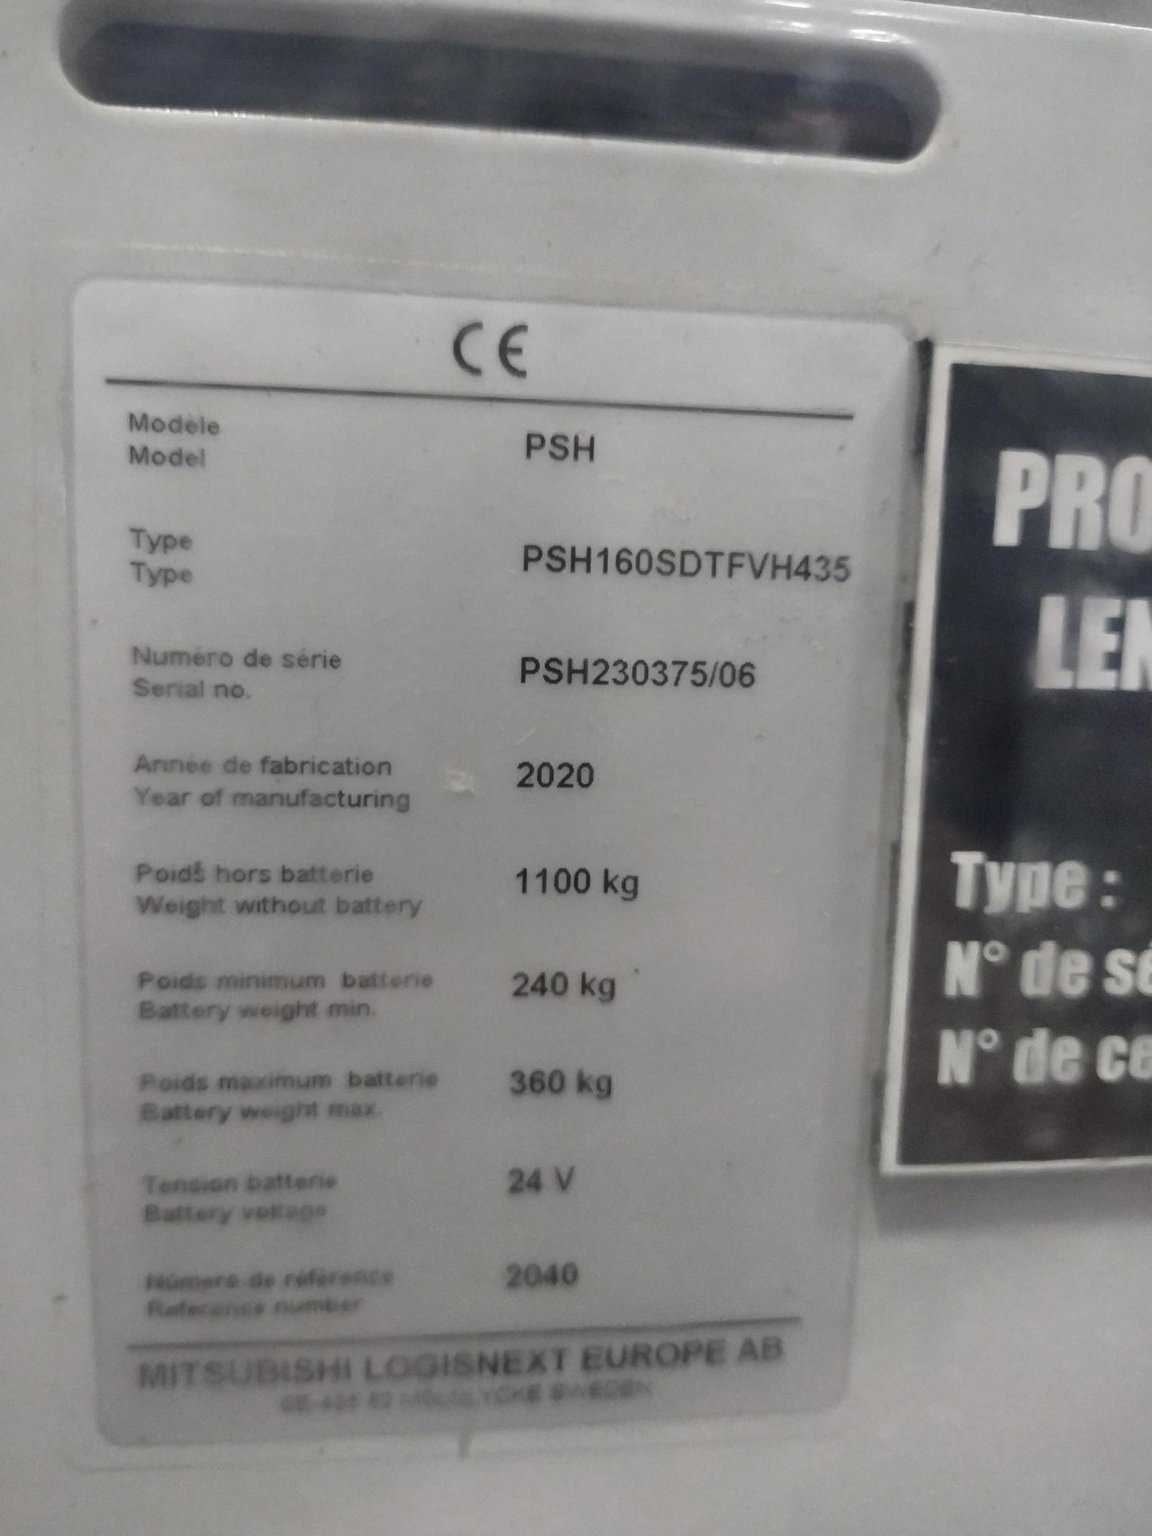 CE
Modèle PSH
Model
Type PSH160SDTFVH435
Type
Numéro de série PSH230375/06
Serial no.
Année de fabrication 2020
Year of manufacturing
Poids hors batterie 1100 kg
Weight without battery
Poids minimum batterie 240 kg
Battery weight min.
Poids maximum batterie 360 kg
Battery weight max.
Tension batterie 24 V
Battery voltage
Numéro de référence 2040
Reference number
MITSUBISHI LOGISNEXT EUROPE AB
SWEDEN
PRO
LEN
Type :
N° de sé
N° de ce